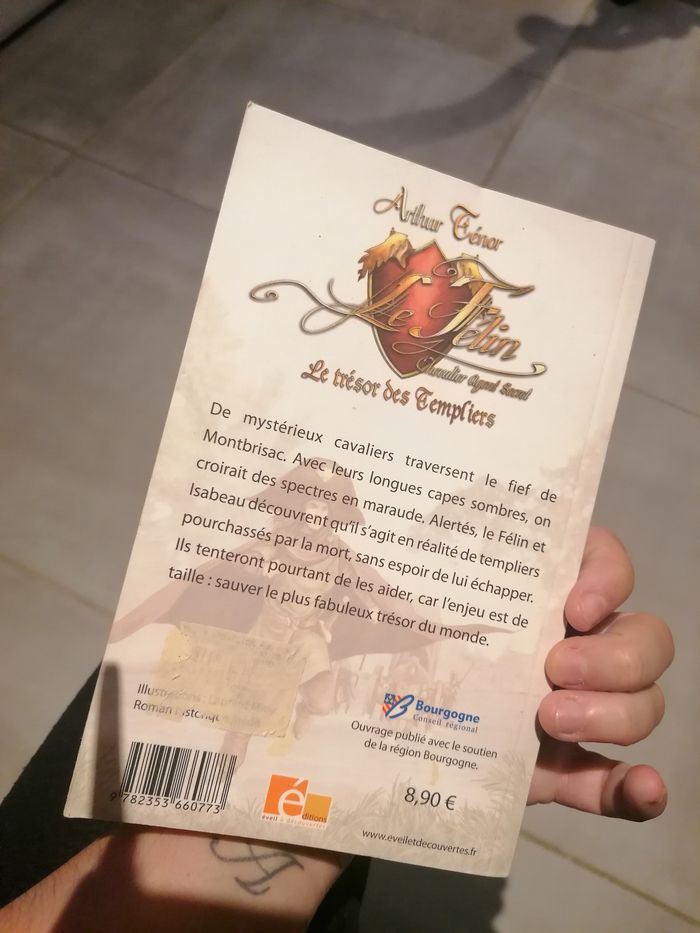 Arthur Ténor
Le Félin
Chevalier Agent Secret
Le trésor des Templiers
De mystérieux cavaliers traversent le fief de
Montbrisac. Avec leurs longues capes sombres, on
croirait des spectres en maraude. Alertés, le Félin et
Isabeau découvrent qu'il s'agit en réalité de templiers
pourchassés par la mort, sans espoir de lui échapper.
Ils tenteront pourtant de les aider, car l'enjeu est de
taille : sauver le plus fabuleux trésor du monde.
Illustrations :
Roman
Bourgogne
Conseil régional
Ouvrage publié avec le soutien
de la région Bourgogne.
8,90 €
9 782353 660773
é
ditions
éveil & découvertes
www.eveiletdecouvertes.fr
A